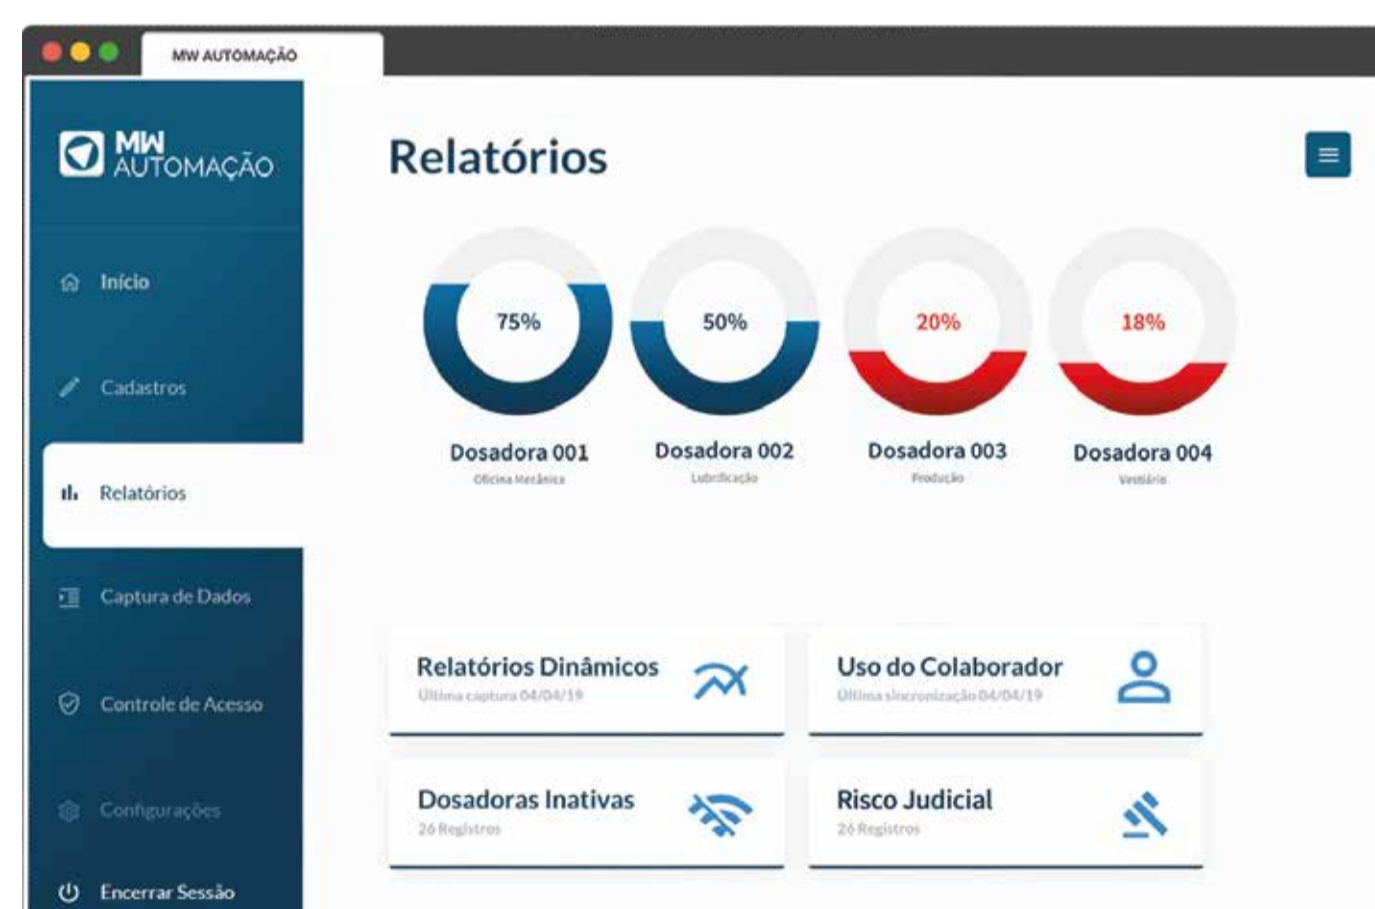 MW AUTOMAÇÃO
MW
AUTOMAÇÃO
Início
Cadastros
Relatórios
Captura de Dados
Controle de Acesso
Configurações
Encerrar Sessão
Relatórios
75%
50%
20%
18%
Dosadora 001
Oficina Mecânica
Dosadora 002
Lubrificação
Dosadora 003
Produção
Dosadora 004
Vestiário
Relatórios Dinâmicos
Última captura 04/04/19
Uso do Colaborador
Última sincronização 04/04/19
Dosadoras Inativas
26 Registros
Risco Judicial
26 Registros